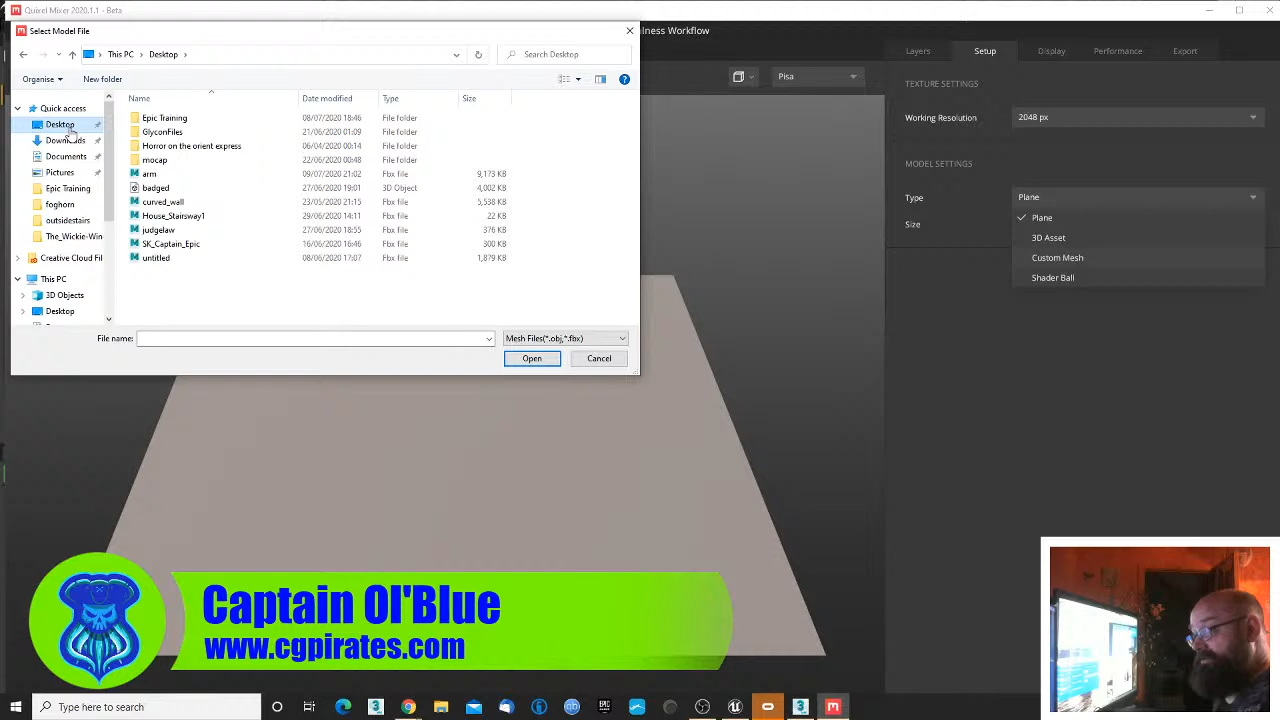 Quixel Mixer 2020.1.1 - Beta
Select Model File
lness Workflow
This PC
Desktop
Search Desktop
Organise
New folder
Layers
Setup
Display
Performance
Export
Pisa
TEXTURE SETTINGS
Working Resolution
2048 px
MODEL SETTINGS
Type
Plane
Size
Plane
3D Asset
Custom Mesh
Shader Ball
Quick access
Desktop
Downloads
Documents
Pictures
Epic Training
foghorn
outsidestairs
The_Wickie-Win
Creative Cloud Fil
This PC
3D Objects
Desktop
Name Date modified Type Size
Epic Training 08/07/2020 18:46 File folder
GlyconFiles 21/06/2020 01:09 File folder
Horror on the orient express 06/04/2020 00:14 File folder
mocap 22/06/2020 00:48 File folder
arm 09/07/2020 21:02 Fbx file 9,173 KB
badged 27/06/2020 19:01 3D Object 4,002 KB
curved_wall 23/05/2020 21:15 Fbx file 5,538 KB
House_Stairsway1 29/06/2020 14:11 Fbx file 22 KB
judgelaw 27/06/2020 18:55 Fbx file 376 KB
SK_Captain_Epic 16/06/2020 16:46 Fbx file 300 KB
untitled 08/06/2020 17:07 Fbx file 1,879 KB
File name:
Mesh Files(*.obj,*.fbx)
Open
Cancel
Captain Ol'Blue
www.cgpirates.com
Type here to search